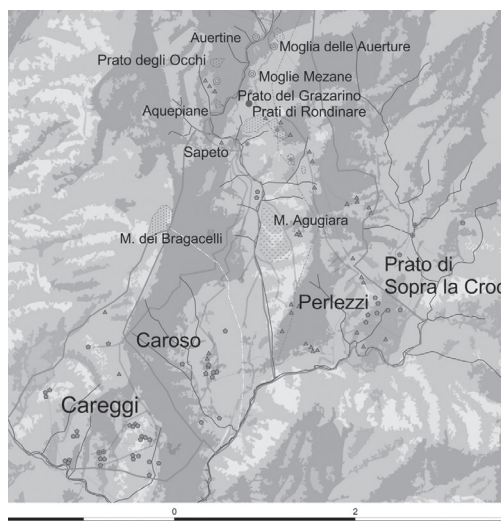 Auertine
Moglia delle Auerture
Prato degli Occhi
Moglie Mezane
Prato del Grazarino
Aquepiane
Prati di Rondinare
Sapeto
M. Agugiara
M. dei Bragacelli
Prato di
Sopra la Croc
Perlezzi
Caroso
Careggi
0 2